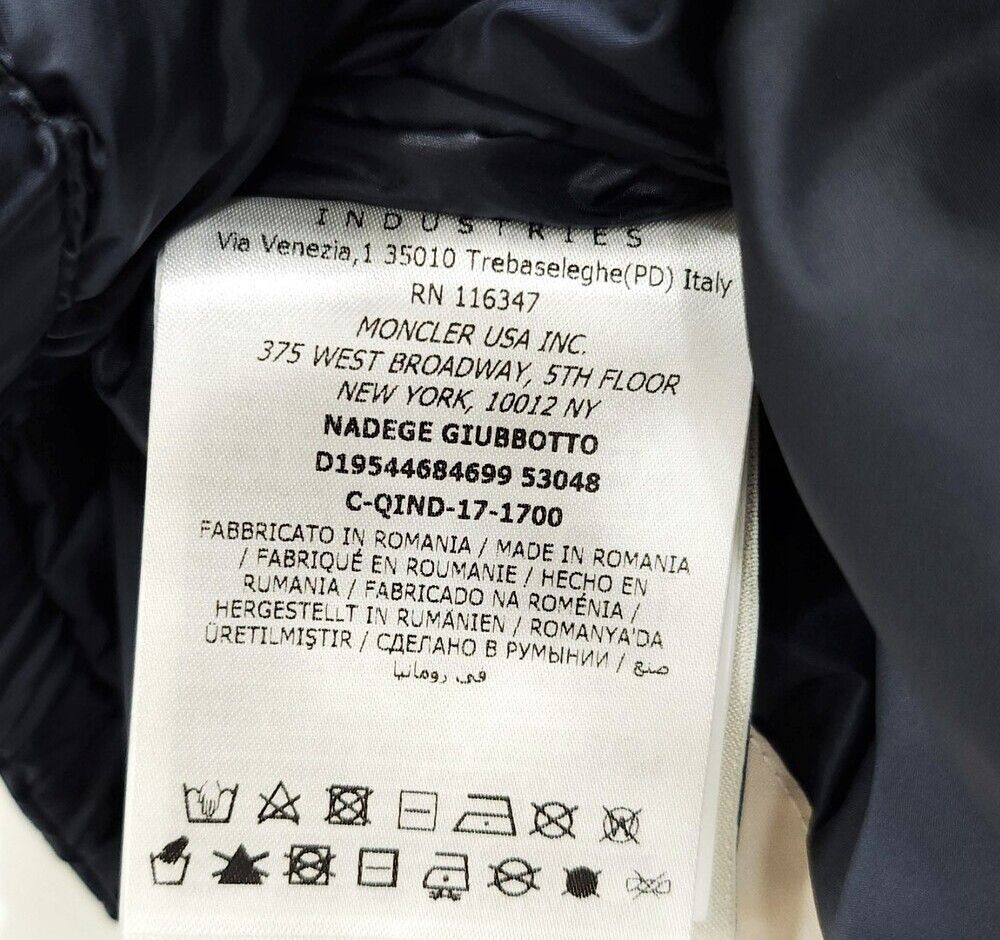 INDUSTRIES
Via Venezia,1 35010 Trebaseleghe(PD) Italy
RN 116347
MONCLER USA INC.
375 WEST BROADWAY, 5TH FLOOR
NEW YORK, 10012 NY
NADEGE GIUBBOTTO
D19544684699 53048
C-QIND-17-1700
FABBRICATO IN ROMANIA / MADE IN ROMANIA
/ FABRIQUÉ EN ROUMANIE / HECHO EN
RUMANIA / FABRICADO NA ROMÉNIA /
HERGESTELLT IN RUMÄNIEN / ROMANYA'DA
ÜRETILMIŞTIR / СДЕЛАНО В РУМЫНИИ / صنع
في رومانيا
W